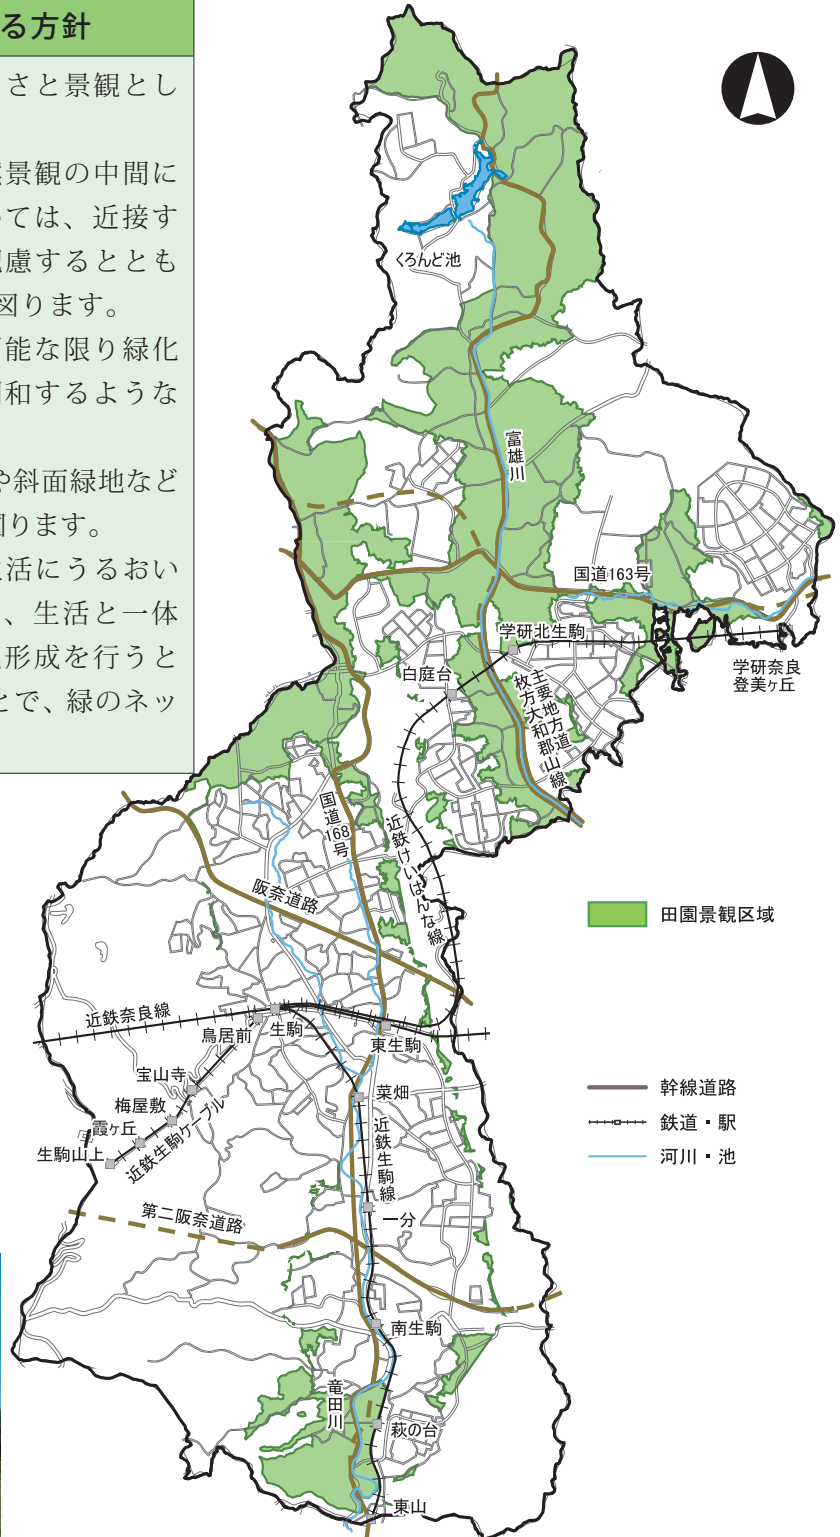 る方針
さと景観とし
景観の中間に
ては、近接す
慮するととも
図ります。
能な限り緑化
和するような
や斜面緑地など
ります。
活にうるおい
、生活と一体
形成を行うと
とで、緑のネッ
くろんど池
富雄川
国道163号
学研北生駒
学研奈良
登美ヶ丘
白庭台
主要地方道
枚方大和郡山線
国道168号
近鉄けいはんな線
阪奈道路
田園景観区域
近鉄奈良線
鳥居前
生駒
東生駒
宝山寺
菜畑
幹線道路
梅屋敷
鉄道・駅
霞ヶ丘
生駒山上
近鉄生駒ケーブル
近鉄生駒線
河川・池
第二阪奈道路
一分
南生駒
竜田川
萩の台
東山